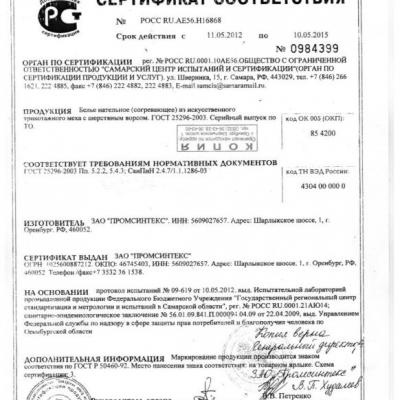 СЕРТИФИКАТ СООТВЕТСТВИЯ
№ РОСС RU.АЕ56.Н16868
Срок действия с 11.05.2012 по 10.05.2015
№ 0984399
ОРГАН ПО СЕРТИФИКАЦИИ рег. № РОСС RU.0001.10АЕ56.ОБЩЕСТВО С ОГРАНИЧЕННОЙ
ОТВЕТСТВЕННОСТЬЮ "САМАРСКИЙ ЦЕНТР ИСПЫТАНИЙ И СЕРТИФИКАЦИИ"(ОРГАН ПО
СЕРТИФИКАЦИИ ПРОДУКЦИИ И УСЛУГ). ул. Шверника, 15, г. Самара, РФ, 443029. тел. +7 (846) 266
1621, 222 4885, факс +7 (846) 222 4882, 222 4883, E-mail samcis@samaramail.ru.
ПРОДУКЦИЯ Белье нательное (согревающее) из искусственного
трикотажного меха с шерстяным ворсом. ГОСТ 25296-2003. Серийный выпуск по
ТО.
код ОК 005 (ОКП):
85 4200
КОПИЯ
СООТВЕТСТВУЕТ ТРЕБОВАНИЯМ НОРМАТИВНЫХ ДОКУМЕНТОВ
ГОСТ 25296-2003 Пп. 5.2.2, 5.4.3; СанПиН 2.4.7/1.1.1286-03
код ТН ВЭД России:
4304 00 000 0
ИЗГОТОВИТЕЛЬ ЗАО "ПРОМСИНТЕКС". ИНН: 5609027657. Адрес: Шарлыкское шоссе, 1, г.
Оренбург, РФ, 460052.
СЕРТИФИКАТ ВЫДАН ЗАО "ПРОМСИНТЕКС"
ОГРН: 1025600887212. ОКПО: 46745403, ИНН: 5609027657. Адрес: Шарлыкское шоссе, 1, г. Оренбург, РФ,
460052 Телефон /факс+7 3532 36 1538.
НА ОСНОВАНИИ протокол испытаний № 09-619 от 10.05.2012, выд. Испытательной лабораторией
промышленной продукции Федерального Бюджетного Учреждения "Государственный региональный центр
стандартизации и метрологии и испытаний в Самарской области", рег. № РОСС RU.0001.21АЮ14;
санитарно-эпидемиологическое заключение № 56.01.09.841.П.000091.04.09 от 22.04.2009, выдано Управление
Федеральной службы по надзору в сфере защиты прав потребителей и благополучия человека по
Оренбургской области
Копия верна
Генеральный директор
ДОПОЛНИТЕЛЬНАЯ ИНФОРМАЦИЯ Маркирование продукции производится знаком
соответствия по ГОСТ Р 50460-92. Место нанесения знака соответствия: на товарном ярлыке. Схема
сертификации: 3.
ЗАО "Промсинтекс"
В.П. Худалеев
В.В. Петренко